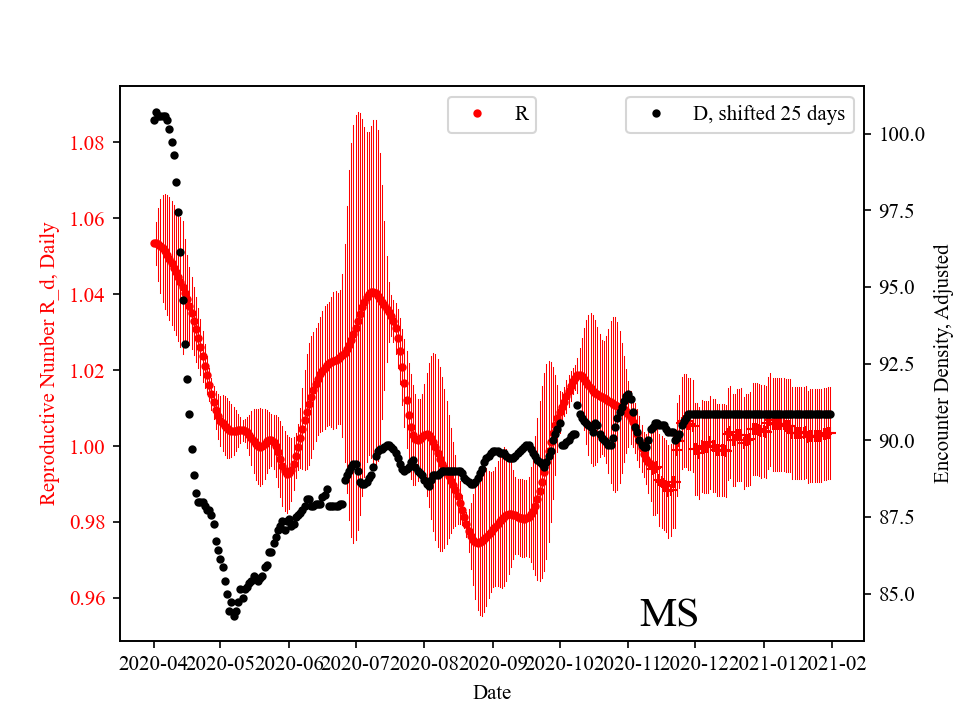 R
D, shifted 25 days
1.08
1.06
1.04
1.02
1.00
0.98
0.96
Reproductive Number R_d, Daily
100.0
97.5
95.0
92.5
90.0
87.5
85.0
Encounter Density, Adjusted
MS
2020-04 2020-05 2020-06 2020-07 2020-08 2020-09 2020-10 2020-11 2020-12 2021-01 2021-02
Date